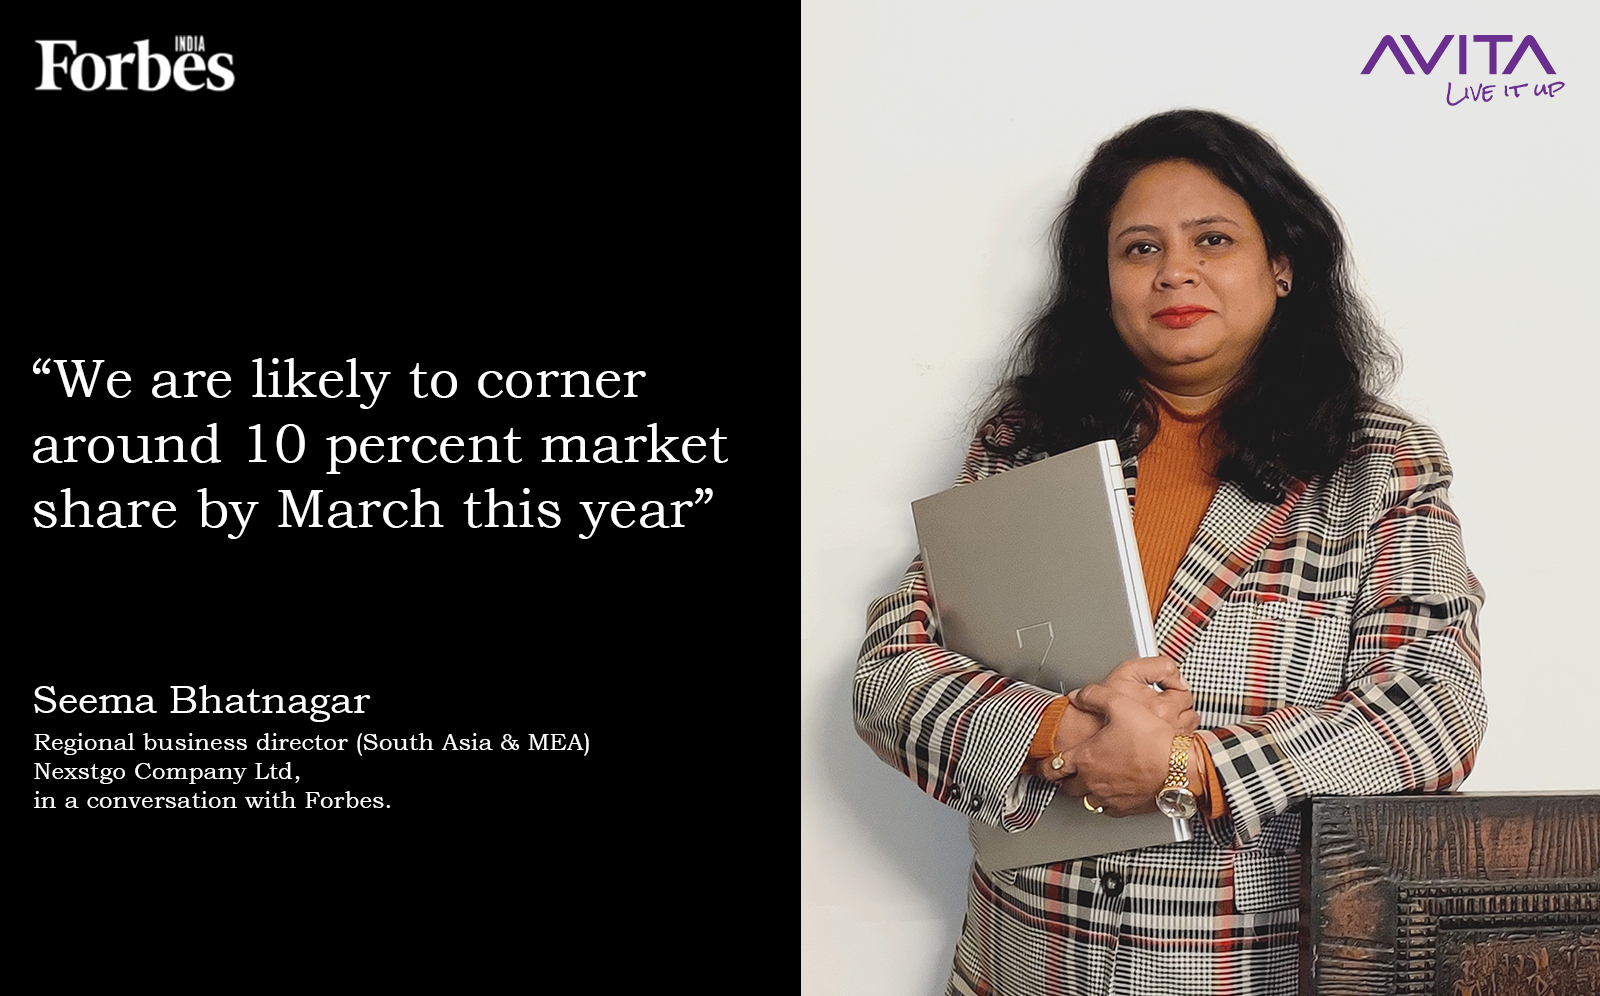 Forbes
INDIA
AVITA
LIVE IT UP
“We are likely to corner
around 10 percent market
share by March this year”
Seema Bhatnagar
Regional business director (South Asia & MEA)
Nexstgo Company Ltd,
in a conversation with Forbes.